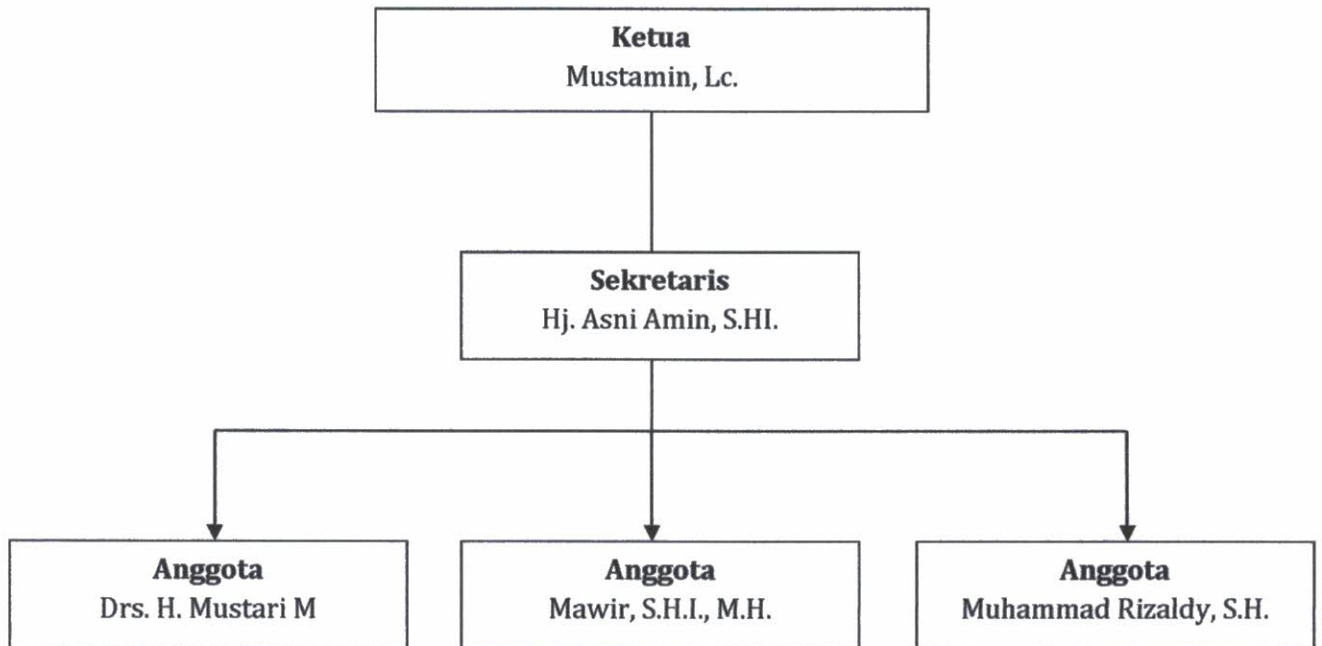 Ketua
Mustamin, Lc.
Sekretaris
Hj. Asni Amin, S.HI.
Anggota
Drs. H. Mustari M
Anggota
Mawir, S.H.I., M.H.
Anggota
Muhammad Rizaldy, S.H.